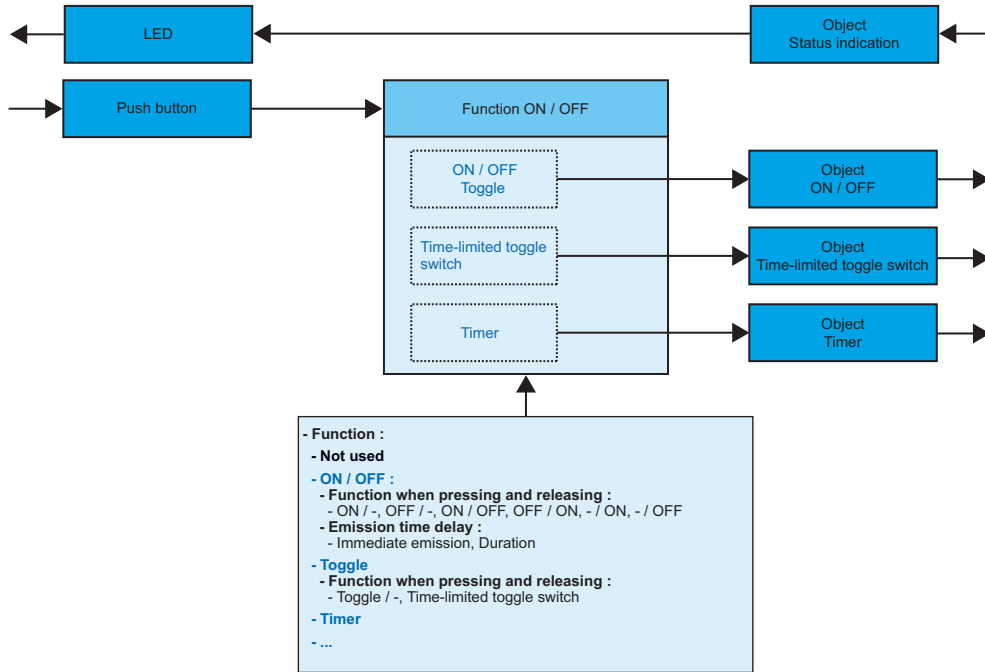 LED
Object
Status indication
Push button
Function ON / OFF
ON / OFF
Toggle
Object
ON / OFF
Time-limited toggle
switch
Object
Time-limited toggle switch
Timer
Object
Timer
- Function :
- Not used
- ON / OFF :
- Function when pressing and releasing :
- ON / -, OFF / -, ON / OFF, OFF / ON, - / ON, - / OFF
- Emission time delay :
- Immediate emission, Duration
- Toggle
- Function when pressing and releasing :
- Toggle / -, Time-limited toggle switch
- Timer
- ...